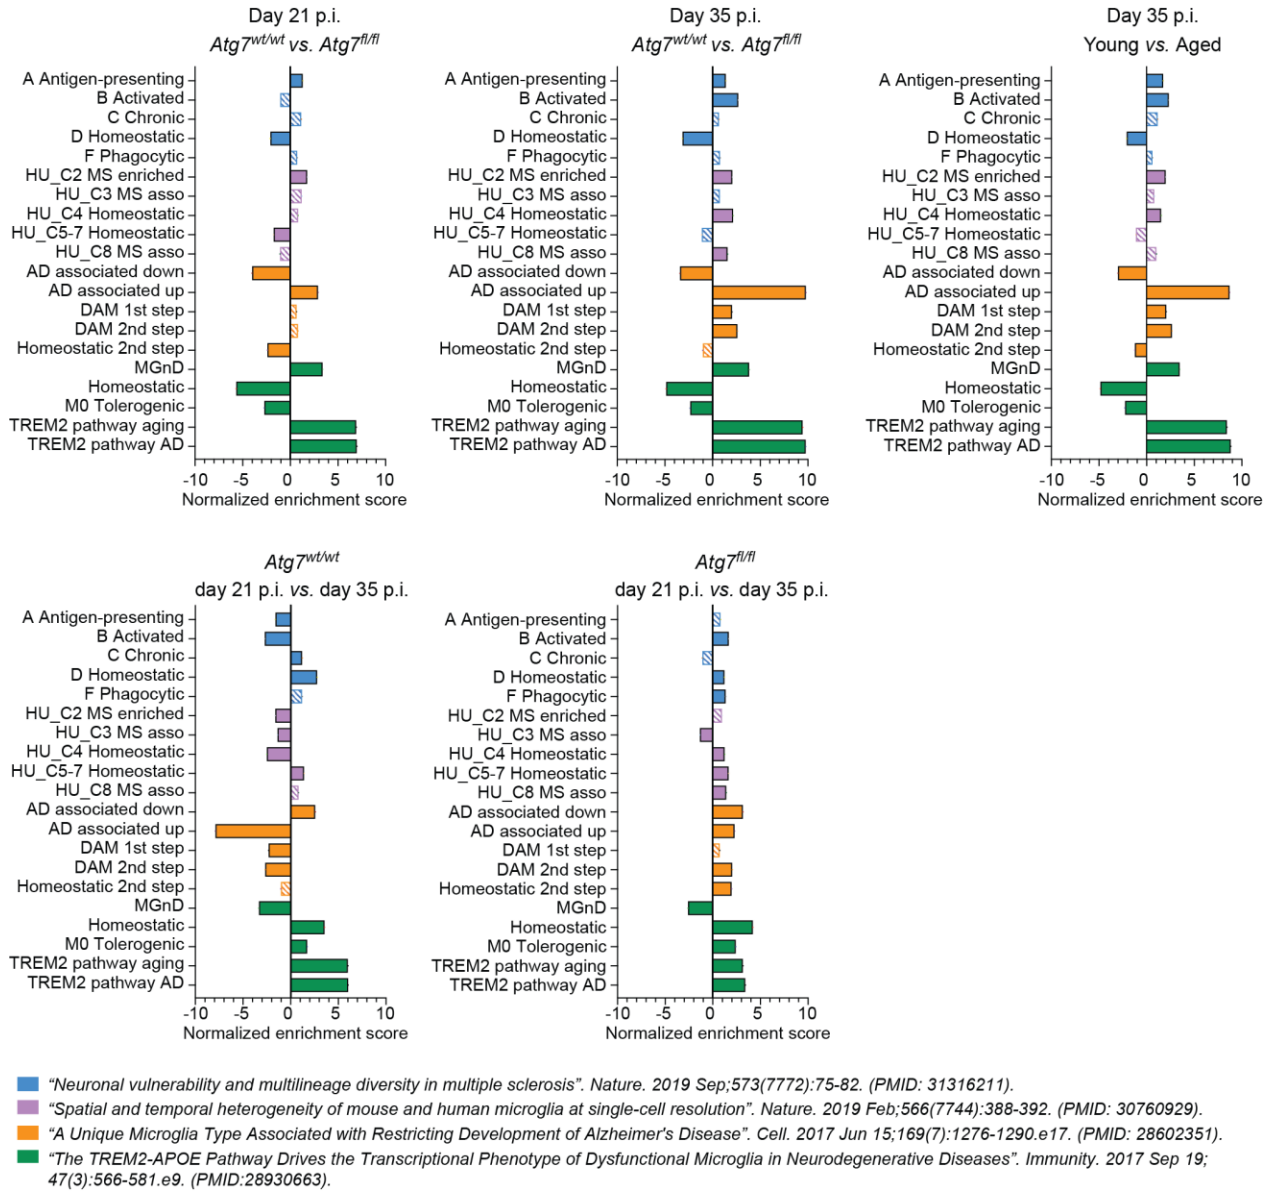 Day 21 p.i.
Atg7wt/wt vs. Atg7fl/fl
A Antigen-presenting
B Activated
C Chronic
D Homeostatic
F Phagocytic
HU_C2 MS enriched
HU_C3 MS asso
HU_C4 Homeostatic
HU_C5-7 Homeostatic
HU_C8 MS asso
AD associated down
AD associated up
DAM 1st step
DAM 2nd step
Homeostatic 2nd step
MGnD
Homeostatic
M0 Tolerogenic
TREM2 pathway aging
TREM2 pathway AD
-10 -5 0 5 10
Normalized enrichment score
Day 35 p.i.
Atg7wt/wt vs. Atg7fl/fl
A Antigen-presenting
B Activated
C Chronic
D Homeostatic
F Phagocytic
HU_C2 MS enriched
HU_C3 MS asso
HU_C4 Homeostatic
HU_C5-7 Homeostatic
HU_C8 MS asso
AD associated down
AD associated up
DAM 1st step
DAM 2nd step
Homeostatic 2nd step
MGnD
Homeostatic
M0 Tolerogenic
TREM2 pathway aging
TREM2 pathway AD
-10 -5 0 5 10
Normalized enrichment score
Day 35 p.i.
Young vs. Aged
A Antigen-presenting
B Activated
C Chronic
D Homeostatic
F Phagocytic
HU_C2 MS enriched
HU_C3 MS asso
HU_C4 Homeostatic
HU_C5-7 Homeostatic
HU_C8 MS asso
AD associated down
AD associated up
DAM 1st step
DAM 2nd step
Homeostatic 2nd step
MGnD
Homeostatic
M0 Tolerogenic
TREM2 pathway aging
TREM2 pathway AD
-10 -5 0 5 10
Normalized enrichment score
Atg7wt/wt
day 21 p.i. vs. day 35 p.i.
A Antigen-presenting
B Activated
C Chronic
D Homeostatic
F Phagocytic
HU_C2 MS enriched
HU_C3 MS asso
HU_C4 Homeostatic
HU_C5-7 Homeostatic
HU_C8 MS asso
AD associated down
AD associated up
DAM 1st step
DAM 2nd step
Homeostatic 2nd step
MGnD
Homeostatic
M0 Tolerogenic
TREM2 pathway aging
TREM2 pathway AD
-10 -5 0 5 10
Normalized enrichment score
Atg7fl/fl
day 21 p.i. vs. day 35 p.i.
A Antigen-presenting
B Activated
C Chronic
D Homeostatic
F Phagocytic
HU_C2 MS enriched
HU_C3 MS asso
HU_C4 Homeostatic
HU_C5-7 Homeostatic
HU_C8 MS asso
AD associated down
AD associated up
DAM 1st step
DAM 2nd step
Homeostatic 2nd step
MGnD
Homeostatic
M0 Tolerogenic
TREM2 pathway aging
TREM2 pathway AD
-10 -5 0 5 10
Normalized enrichment score
“Neuronal vulnerability and multilineage diversity in multiple sclerosis”. Nature. 2019 Sep;573(7772):75-82. (PMID: 31316211).
“Spatial and temporal heterogeneity of mouse and human microglia at single-cell resolution”. Nature. 2019 Feb;566(7744):388-392. (PMID: 30760929).
“A Unique Microglia Type Associated with Restricting Development of Alzheimer's Disease”. Cell. 2017 Jun 15;169(7):1276-1290.e17. (PMID: 28602351).
“The TREM2-APOE Pathway Drives the Transcriptional Phenotype of Dysfunctional Microglia in Neurodegenerative Diseases”. Immunity. 2017 Sep 19;
47(3):566-581.e9. (PMID:28930663).